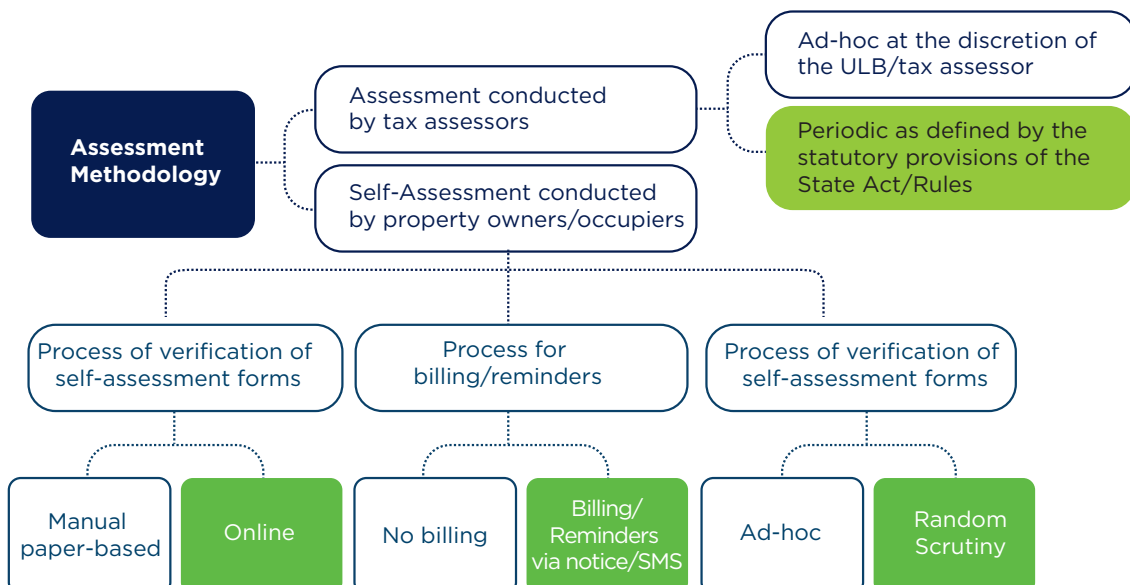 Assessment
Methodology
Assessment conducted
by tax assessors
Self-Assessment conducted
by property owners/occupiers
Ad-hoc at the discretion of
the ULB/tax assessor
Periodic as defined by the
statutory provisions of the
State Act/Rules
Process of verification of
self-assessment forms
Process for
billing/reminders
Process of verification of
self-assessment forms
Manual
paper-based
Online
No billing
Billing/
Reminders
via notice/SMS
Ad-hoc
Random
Scrutiny